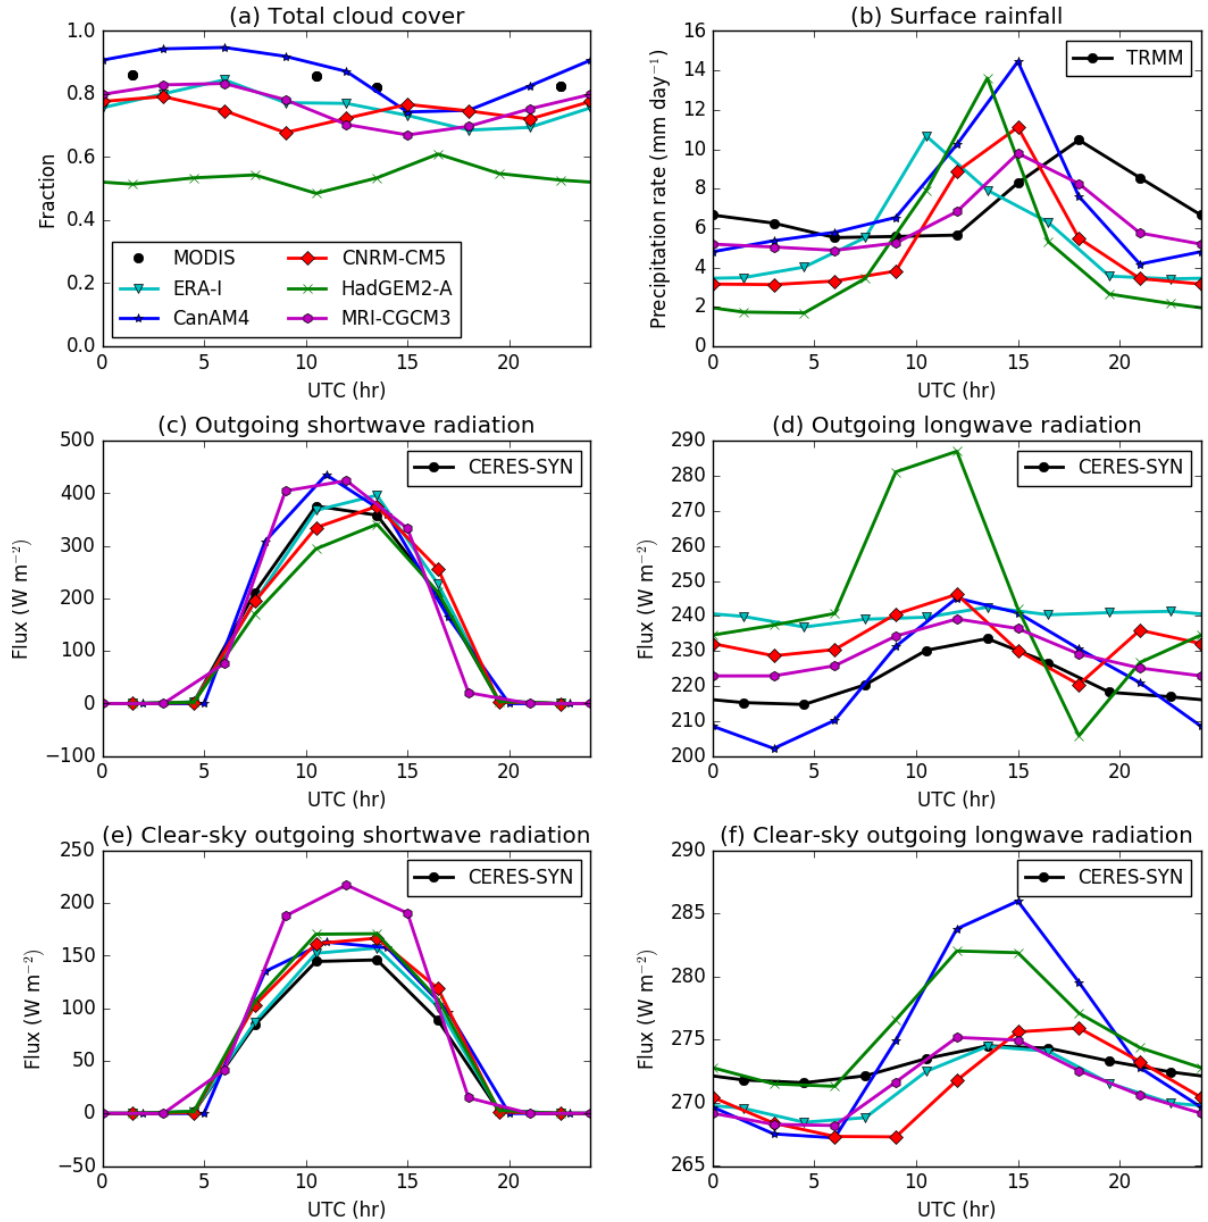 (a) Total cloud cover
1.0
0.8
0.6
0.4
0.2
0.0
Fraction
MODIS
ERA-I
CanAM4
CNRM-CM5
HadGEM2-A
MRI-CGCM3
0 5 10 15 20
UTC (hr)
(b) Surface rainfall
16
14
12
10
8
6
4
2
0
Precipitation rate (mm day⁻¹)
TRMM
0 5 10 15 20
UTC (hr)
(c) Outgoing shortwave radiation
500
400
300
200
100
0
−100
Flux (W m⁻²)
CERES-SYN
0 5 10 15 20
UTC (hr)
(d) Outgoing longwave radiation
290
280
270
260
250
240
230
220
210
200
Flux (W m⁻²)
CERES-SYN
0 5 10 15 20
UTC (hr)
(e) Clear-sky outgoing shortwave radiation
250
200
150
100
50
0
−50
Flux (W m⁻²)
CERES-SYN
0 5 10 15 20
UTC (hr)
(f) Clear-sky outgoing longwave radiation
290
285
280
275
270
265
Flux (W m⁻²)
CERES-SYN
0 5 10 15 20
UTC (hr)